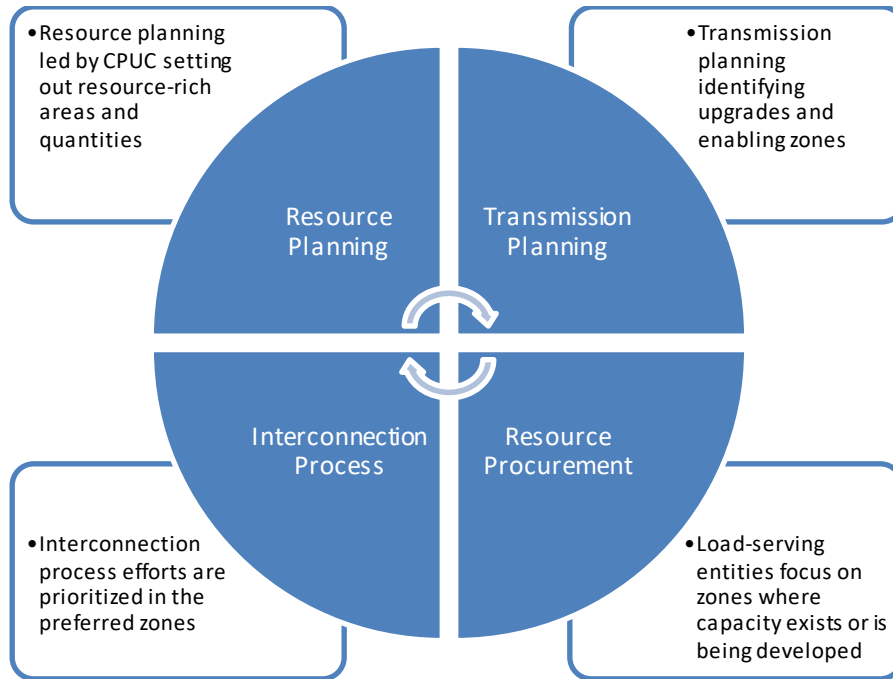 •Resource planning
led by CPUC setting
out resource-rich
areas and
quantities
•Transmission
planning
identifying
upgrades and
enabling zones
Resource
Planning
Transmission
Planning
Interconnection
Process
Resource
Procurement
•Interconnection
process efforts are
prioritized in the
preferred zones
•Load-serving
entities focus on
zones where
capacity exists or is
being developed